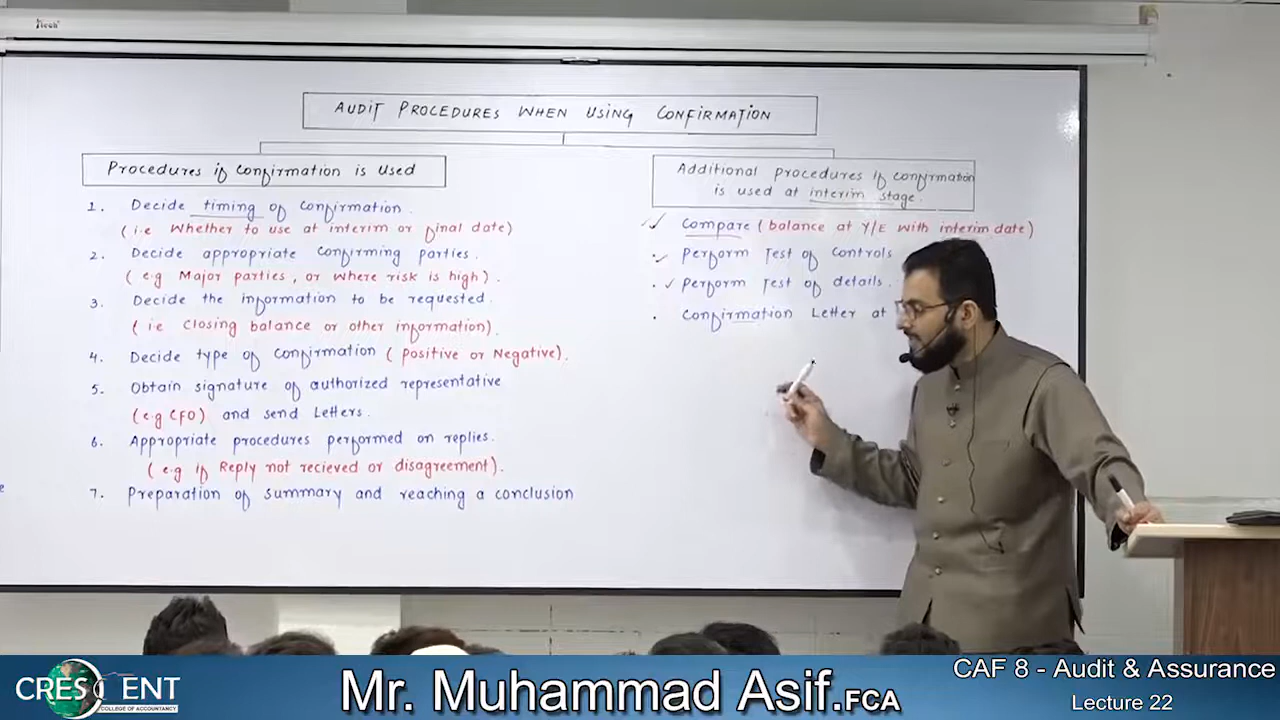 AUDIT PROCEDURES WHEN USING CONFIRMATION
Procedures if confirmation is used
1. Decide timing of confirmation.
(i.e Whether to use at interim or final date)
2. Decide appropriate confirming parties.
(e.g Major parties, or where risk is high).
3. Decide the information to be requested.
(ie Closing balance or other information).
4. Decide type of confirmation (positive or Negative).
5. Obtain signature of authorized representative
(e.g CFO) and send Letters.
6. Appropriate procedures performed on replies.
(e.g if Reply not recieved or disagreement).
7. Preparation of summary and reaching a conclusion
Additional procedures if confirmation
is used at interim stage.
Compare (balance at Y/E with interim date)
. Perform Test of Controls
. Perform Test of details.
. Confirmation Letter at
CRESCENT
COLLEGE OF ACCOUNTANCY
Mr. Muhammad Asif.FCA
CAF 8 - Audit & Assurance
Lecture 22